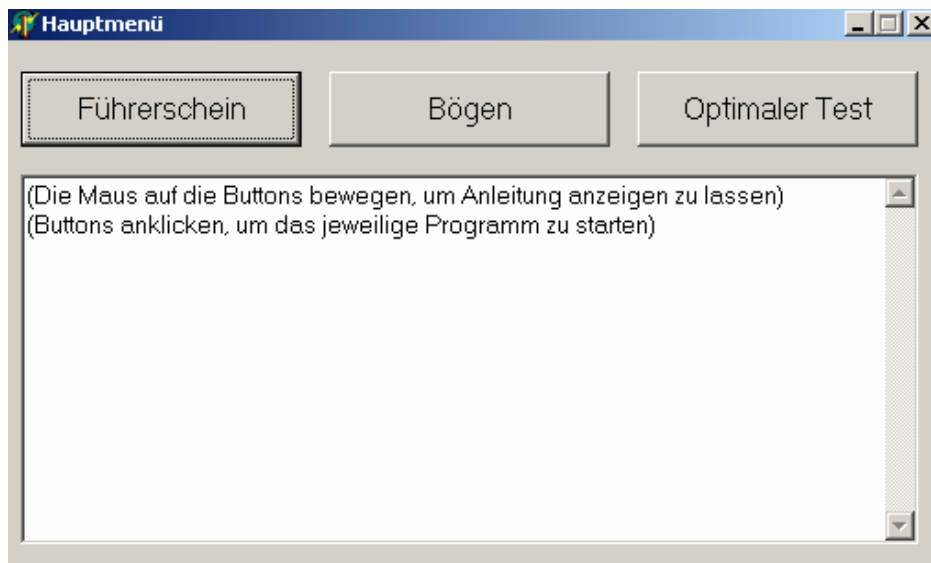 Hauptmenü
Führerschein
Bögen
Optimaler Test
(Die Maus auf die Buttons bewegen, um Anleitung anzeigen zu lassen)
(Buttons anklicken, um das jeweilige Programm zu starten)